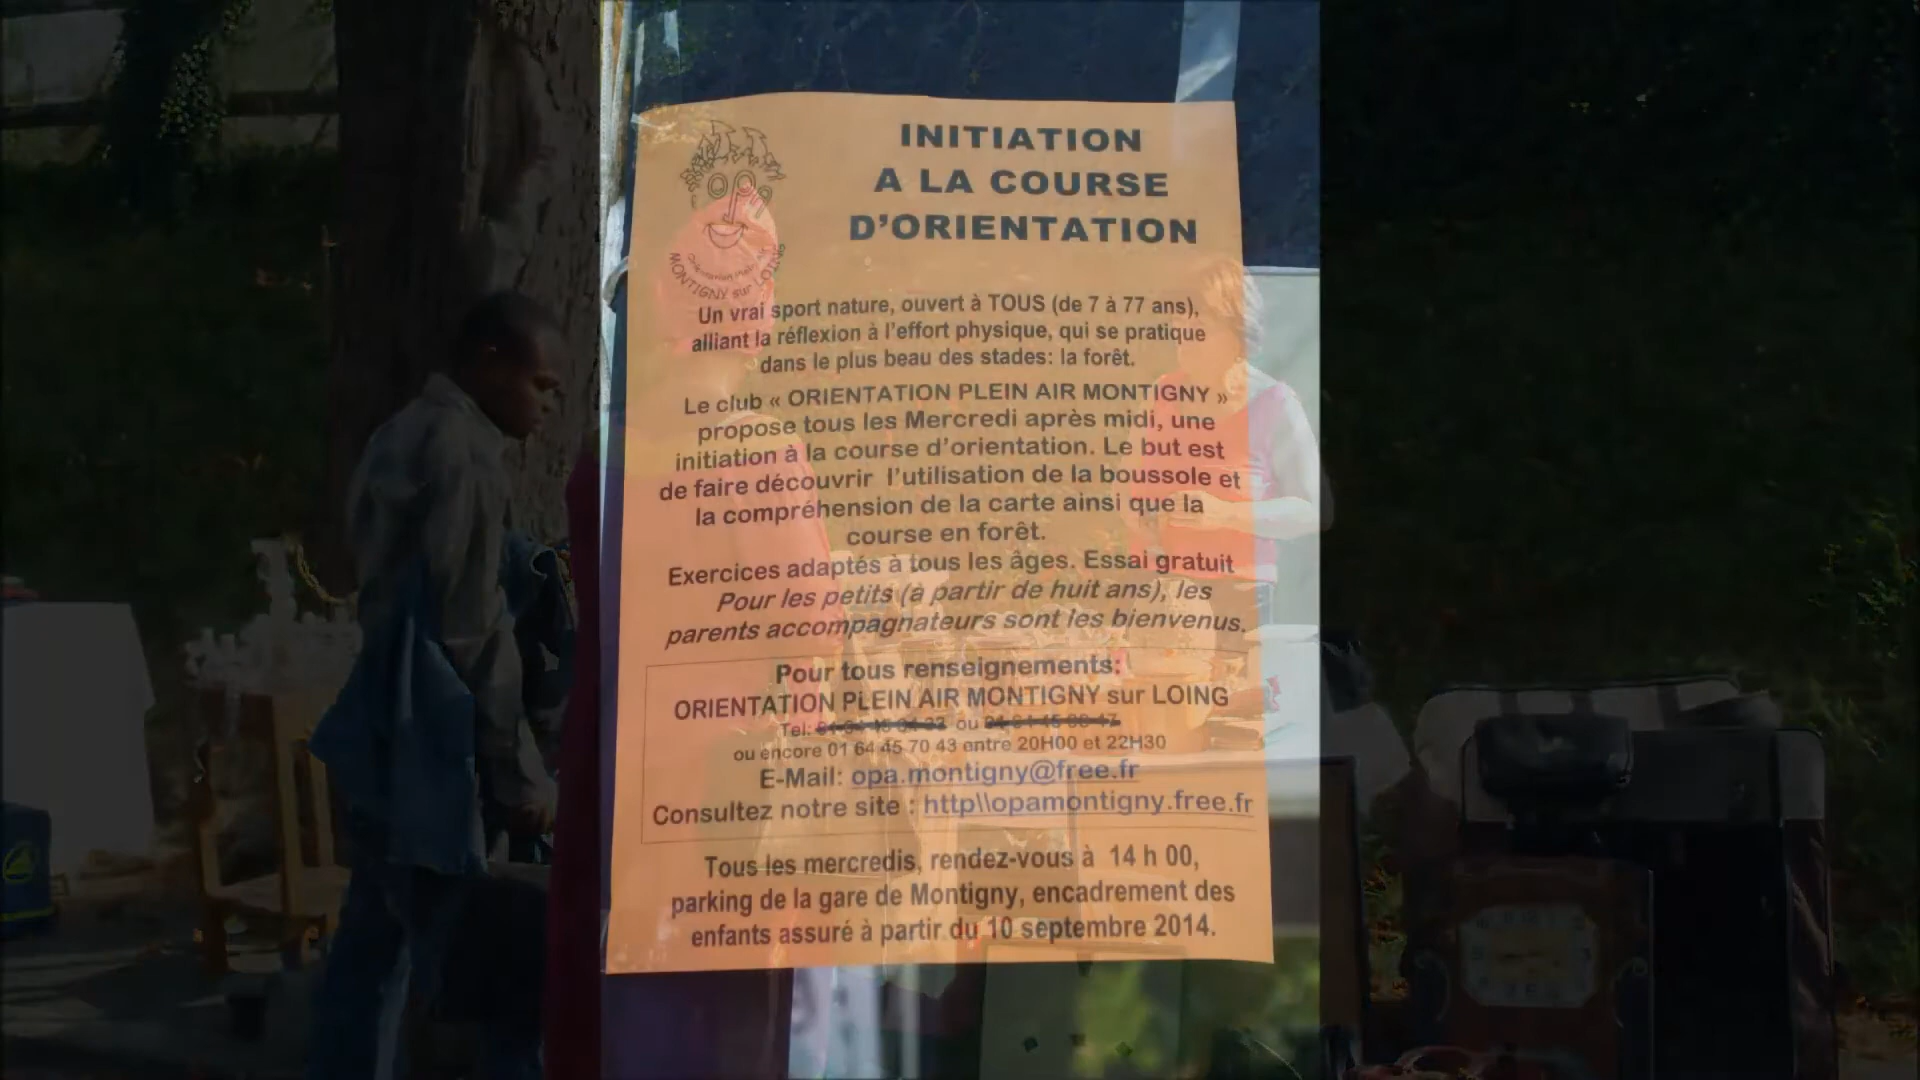 INITIATION
A LA COURSE
D'ORIENTATION
MONTIGNY sur LOING
Un vrai sport nature, ouvert à TOUS (de 7 à 77 ans),
alliant la réflexion à l'effort physique, qui se pratique
dans le plus beau des stades: la forêt.
Le club « ORIENTATION PLEIN AIR MONTIGNY »
propose tous les Mercredi après midi, une
initiation à la course d'orientation. Le but est
de faire découvrir l'utilisation de la boussole et
la compréhension de la carte ainsi que la
course en forêt.
Exercices adaptés à tous les âges. Essai gratuit
Pour les petits (à partir de huit ans), les
parents accompagnateurs sont les bienvenus.
Pour tous renseignements:
ORIENTATION PLEIN AIR MONTIGNY sur LOING
Tel: ou
ou encore 01 64 45 70 43 entre 20H00 et 22H30
E-Mail: opa.montigny@free.fr
Consultez notre site : http\\opamontigny.free.fr
Tous les mercredis, rendez-vous à 14 h 00,
parking de la gare de Montigny, encadrement des
enfants assuré à partir du 10 septembre 2014.